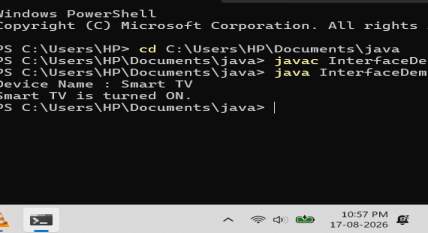 Windows PowerShell
Copyright (C) Microsoft Corporation. All rights
PS C:\Users\HP> cd C:\Users\HP\Documents\java
PS C:\Users\HP\Documents\java> javac InterfaceDe
PS C:\Users\HP\Documents\java> java InterfaceDem
Device Name : Smart TV
Smart TV is turned ON.
PS C:\Users\HP\Documents\java>
10:57 PM
17-08-2026